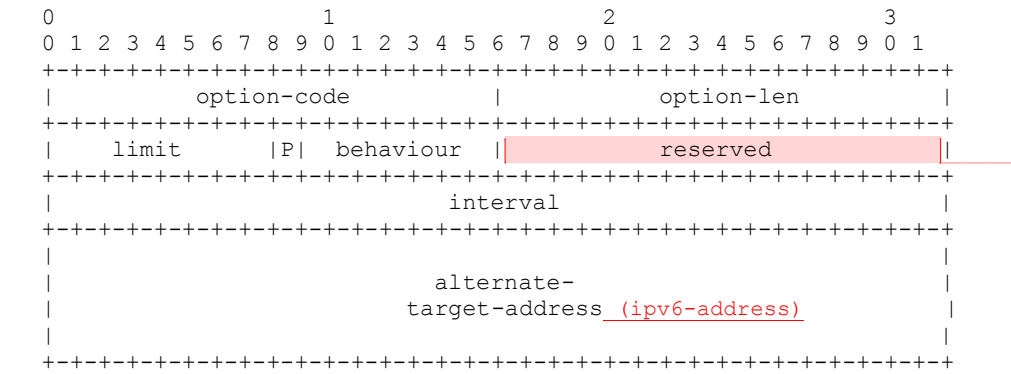 0                   1                   2                   3
0 1 2 3 4 5 6 7 8 9 0 1 2 3 4 5 6 7 8 9 0 1 2 3 4 5 6 7 8 9 0 1
+-+-+-+-+-+-+-+-+-+-+-+-+-+-+-+-+-+-+-+-+-+-+-+-+-+-+-+-+-+-+-+-+
|          option-code          |           option-len          |
+-+-+-+-+-+-+-+-+-+-+-+-+-+-+-+-+-+-+-+-+-+-+-+-+-+-+-+-+-+-+-+-+
|    limit      |P|  behaviour  |           reserved            |
+-+-+-+-+-+-+-+-+-+-+-+-+-+-+-+-+-+-+-+-+-+-+-+-+-+-+-+-+-+-+-+-+
|                            interval                           |
+-+-+-+-+-+-+-+-+-+-+-+-+-+-+-+-+-+-+-+-+-+-+-+-+-+-+-+-+-+-+-+-+
|                                                               |
|                           alternate-                          |
|                         target-address (ipv6-address)          |
|                                                               |
+-+-+-+-+-+-+-+-+-+-+-+-+-+-+-+-+-+-+-+-+-+-+-+-+-+-+-+-+-+-+-+-+